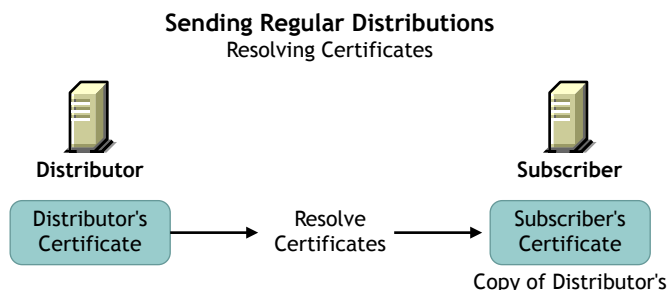 Sending Regular Distributions
Resolving Certificates
Distributor
Subscriber
Distributor's
Certificate
Resolve
Certificates
Subscriber's
Certificate
Copy of Distributor's